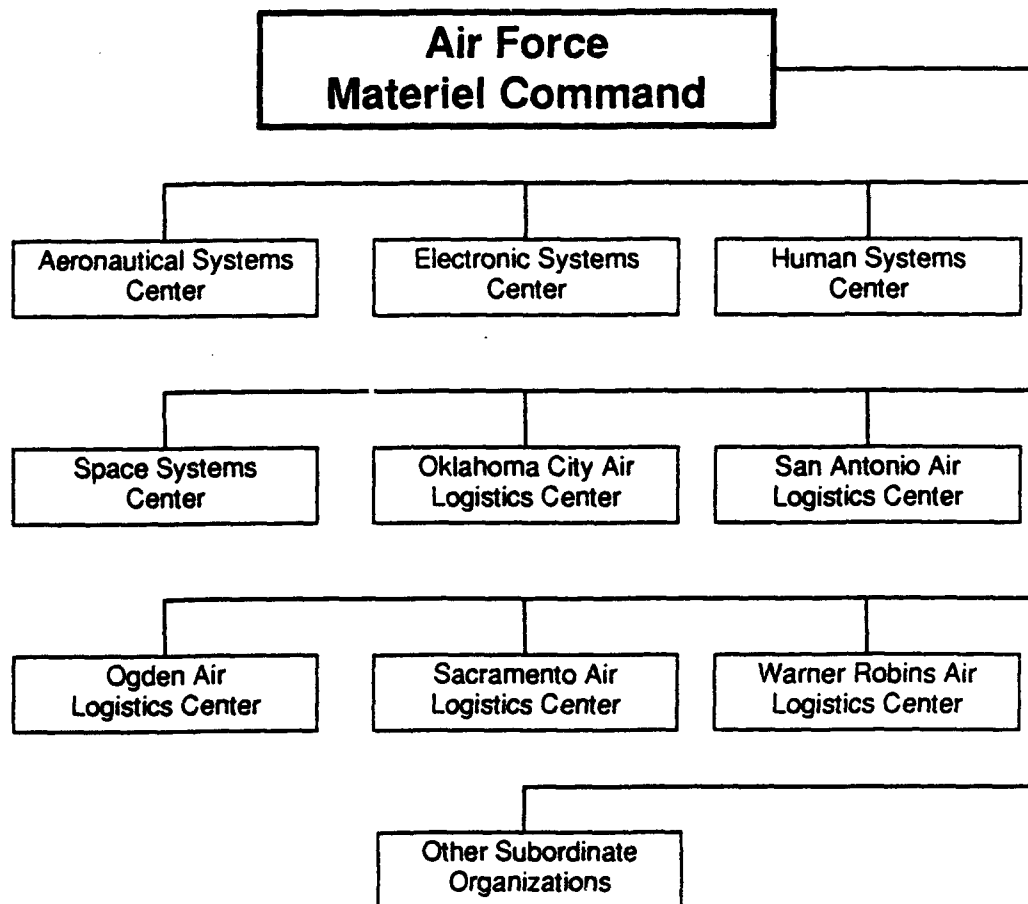 Air Force
Materiel Command
Aeronautical Systems
Center
Electronic Systems
Center
Human Systems
Center
Space Systems
Center
Oklahoma City Air
Logistics Center
San Antonio Air
Logistics Center
Ogden Air
Logistics Center
Sacramento Air
Logistics Center
Warner Robins Air
Logistics Center
Other Subordinate
Organizations